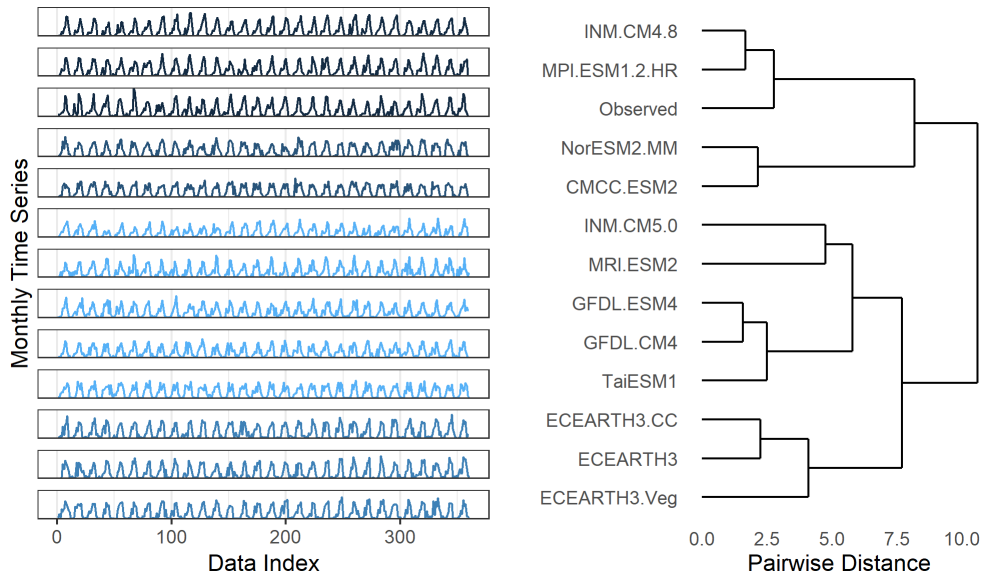 Monthly Time Series
0
100
200
300
Data Index
INM.CM4.8
MPI.ESM1.2.HR
Observed
NorESM2.MM
CMCC.ESM2
INM.CM5.0
MRI.ESM2
GFDL.ESM4
GFDL.CM4
TaiESM1
ECEARTH3.CC
ECEARTH3
ECEARTH3.Veg
0.0
2.5
5.0
7.5
10.0
Pairwise Distance